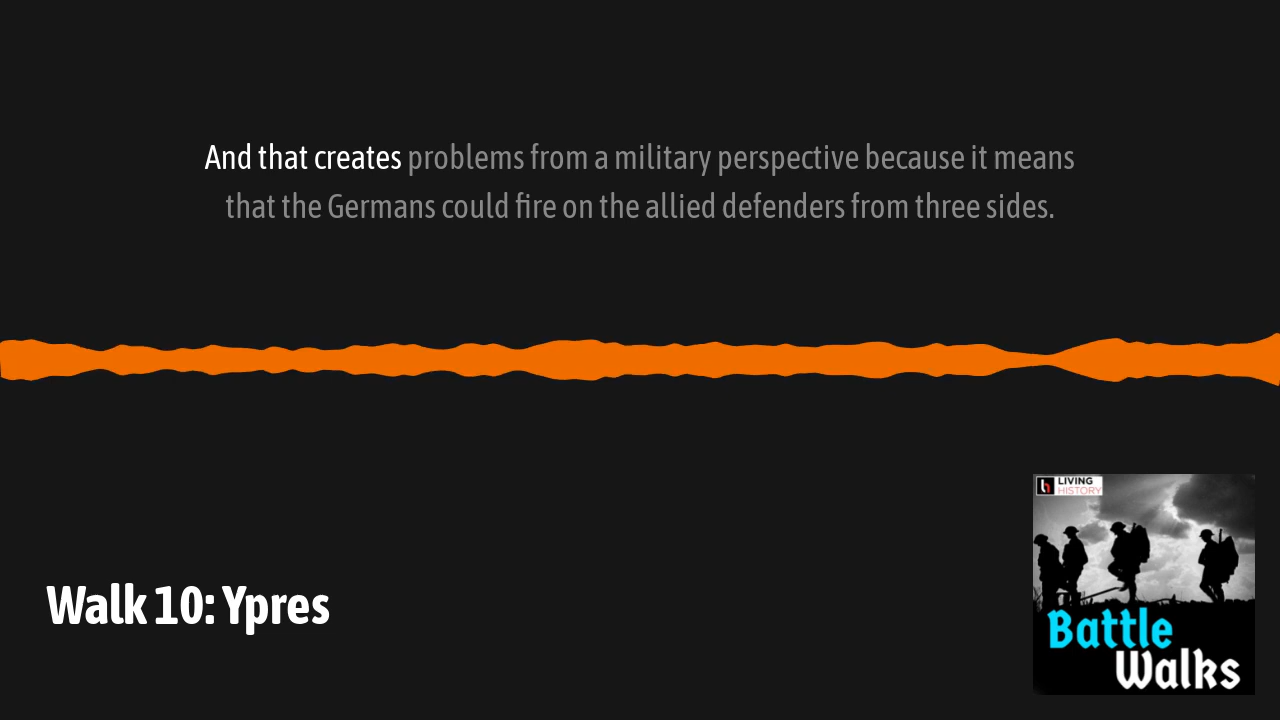 And that creates problems from a military perspective because it means
that the Germans could fire on the allied defenders from three sides.
Walk 10: Ypres
LIVING
HISTORY
Battle
Walks